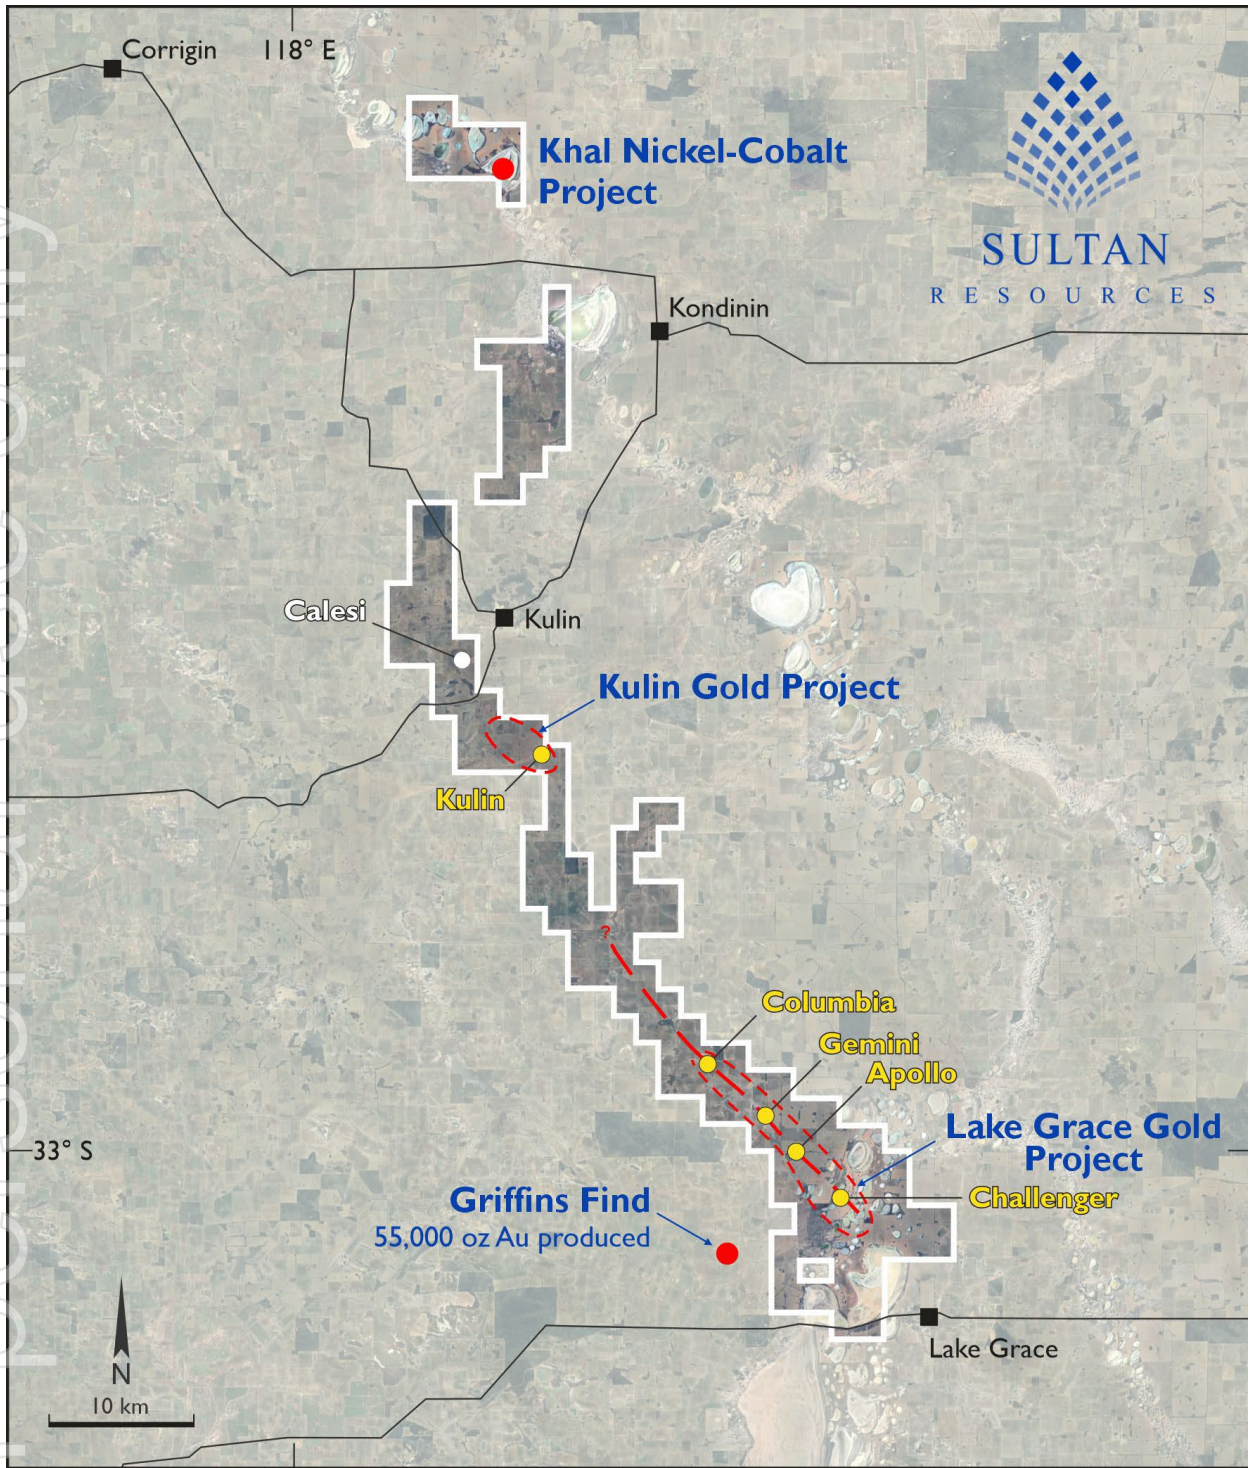 Corrigin
118° E
Khal Nickel-Cobalt
Project
SULTAN
RESOURCES
Kondinin
Calesi
Kulin
Kulin Gold Project
Kulin
?
Columbia
Gemini
Apollo
Lake Grace Gold
Project
33° S
Challenger
Griffins Find
55,000 oz Au produced
Lake Grace
N
10 km